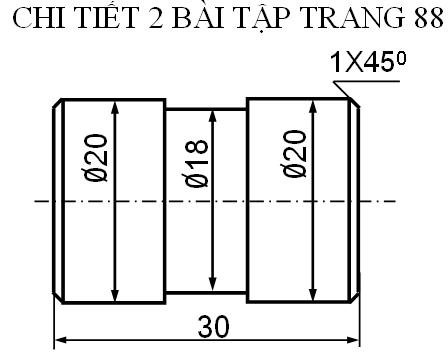 CHI TIẾT 2 BÀI TẬP TRANG 88
1X45⁰
Ø20
Ø18
Ø20
30